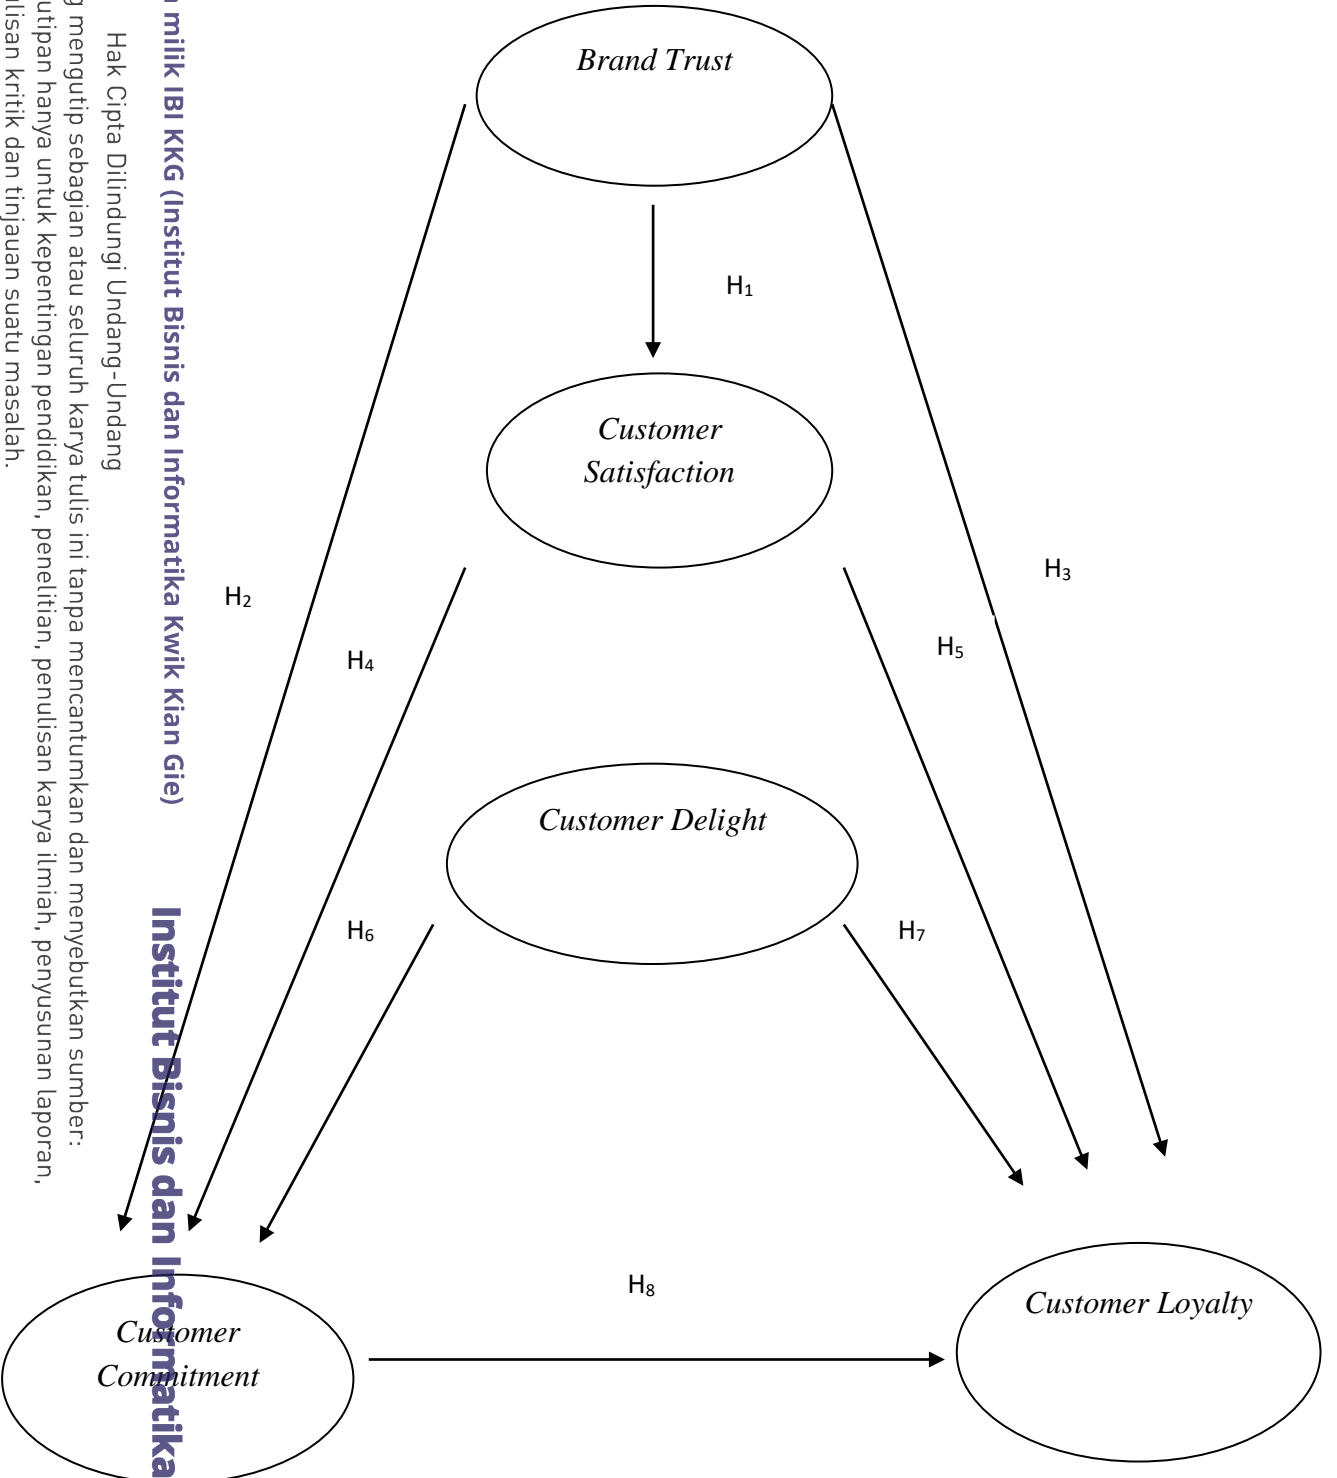 Brand Trust
H1
Customer
Satisfaction
H2
H3
H4
H5
Customer Delight
H6
H7
H8
Customer
Commitment
Customer Loyalty
milik IBI KKG (Institut Bisnis dan Informatika Kwik Kian Gie)
Institut Bisnis dan Informatika
Hak Cipta Dilindungi Undang-Undang
mengutip sebagian atau seluruh karya tulis ini tanpa mencantumkan dan menyebutkan sumber:
hanya untuk kepentingan pendidikan, penelitian, penulisan karya ilmiah, penyusunan laporan,
kritik dan tinjauan suatu masalah.